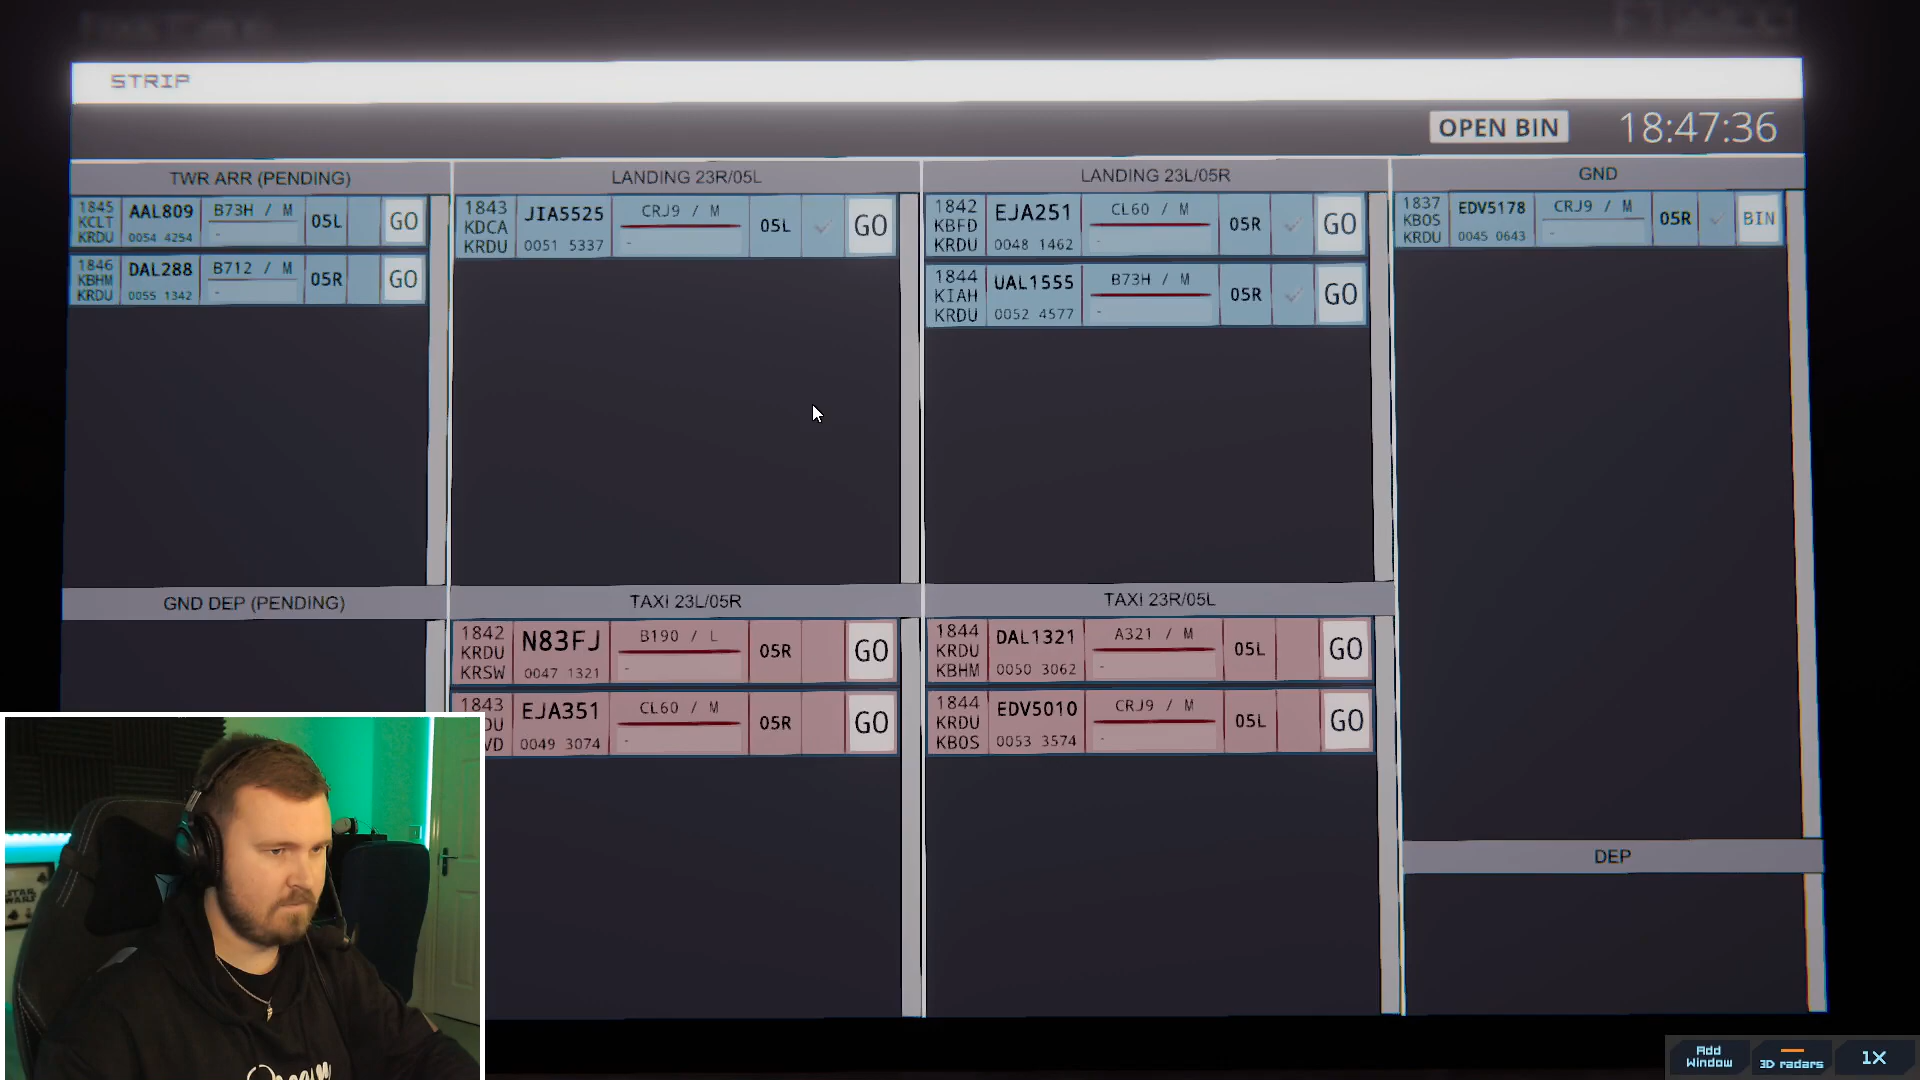 STRIP
OPEN BIN
18:47:36
TWR ARR (PENDING)
1845
KCLT
KRDU
AAL809
0054 4254
B73H / M
-
05L
GO
1846
KBHM
KRDU
DAL288
0055 1342
B712 / M
-
05R
GO
LANDING 23R/05L
1843
KDCA
KRDU
JIA5525
0051 5337
CRJ9 / M
-
05L
GO
LANDING 23L/05R
1842
KBFD
KRDU
EJA251
0048 1462
CL60 / M
-
05R
GO
1844
KIAH
KRDU
UAL1555
0052 4577
B73H / M
-
05R
GO
GND
1837
KBOS
KRDU
EDV5178
0045 0643
CRJ9 / M
-
05R
BIN
GND DEP (PENDING)
TAXI 23L/05R
1842
KRDU
KRSW
N83FJ
0047 1321
B190 / L
-
05R
GO
1843
DU
VD
EJA351
0049 3074
CL60 / M
-
05R
GO
TAXI 23R/05L
1844
KRDU
KBHM
DAL1321
0050 3062
A321 / M
-
05L
GO
1844
KRDU
KBOS
EDV5010
0053 3574
CRJ9 / M
-
05L
GO
DEP
STAR
WARS
Add
Window
3D radars
1X